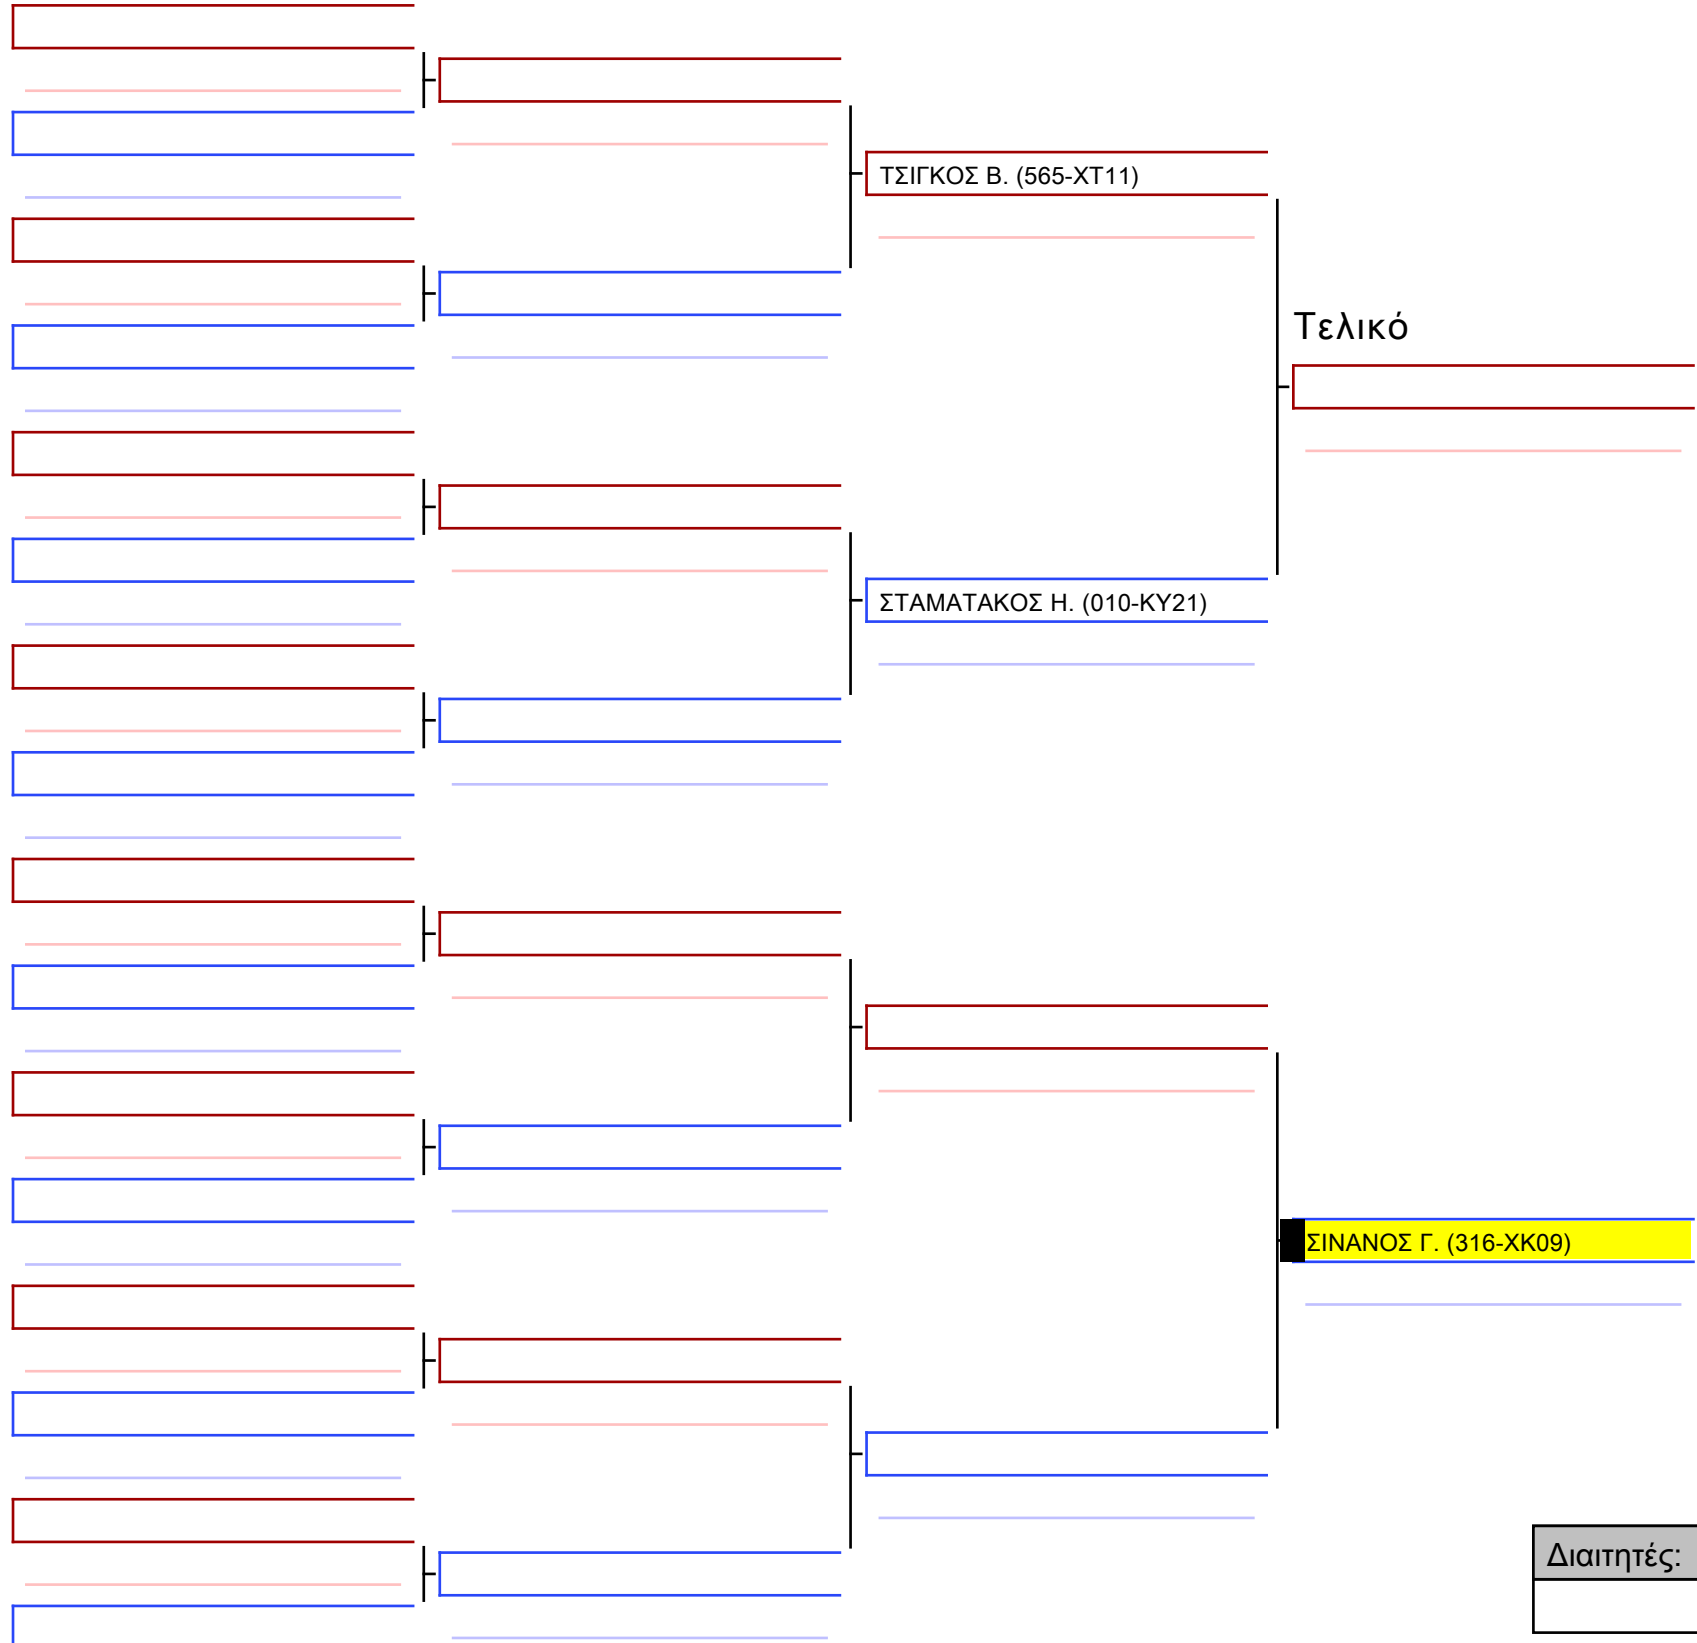 ΤΣΙΓΚΟΣ Β. (565-ΧΤ11)
Τελικό
ΣΤΑΜΑΤΑΚΟΣ Η. (010-ΚΥ21)
ΣΙΝΑΝΟΣ Γ. (316-ΧΚ09)
Διαιτητές: